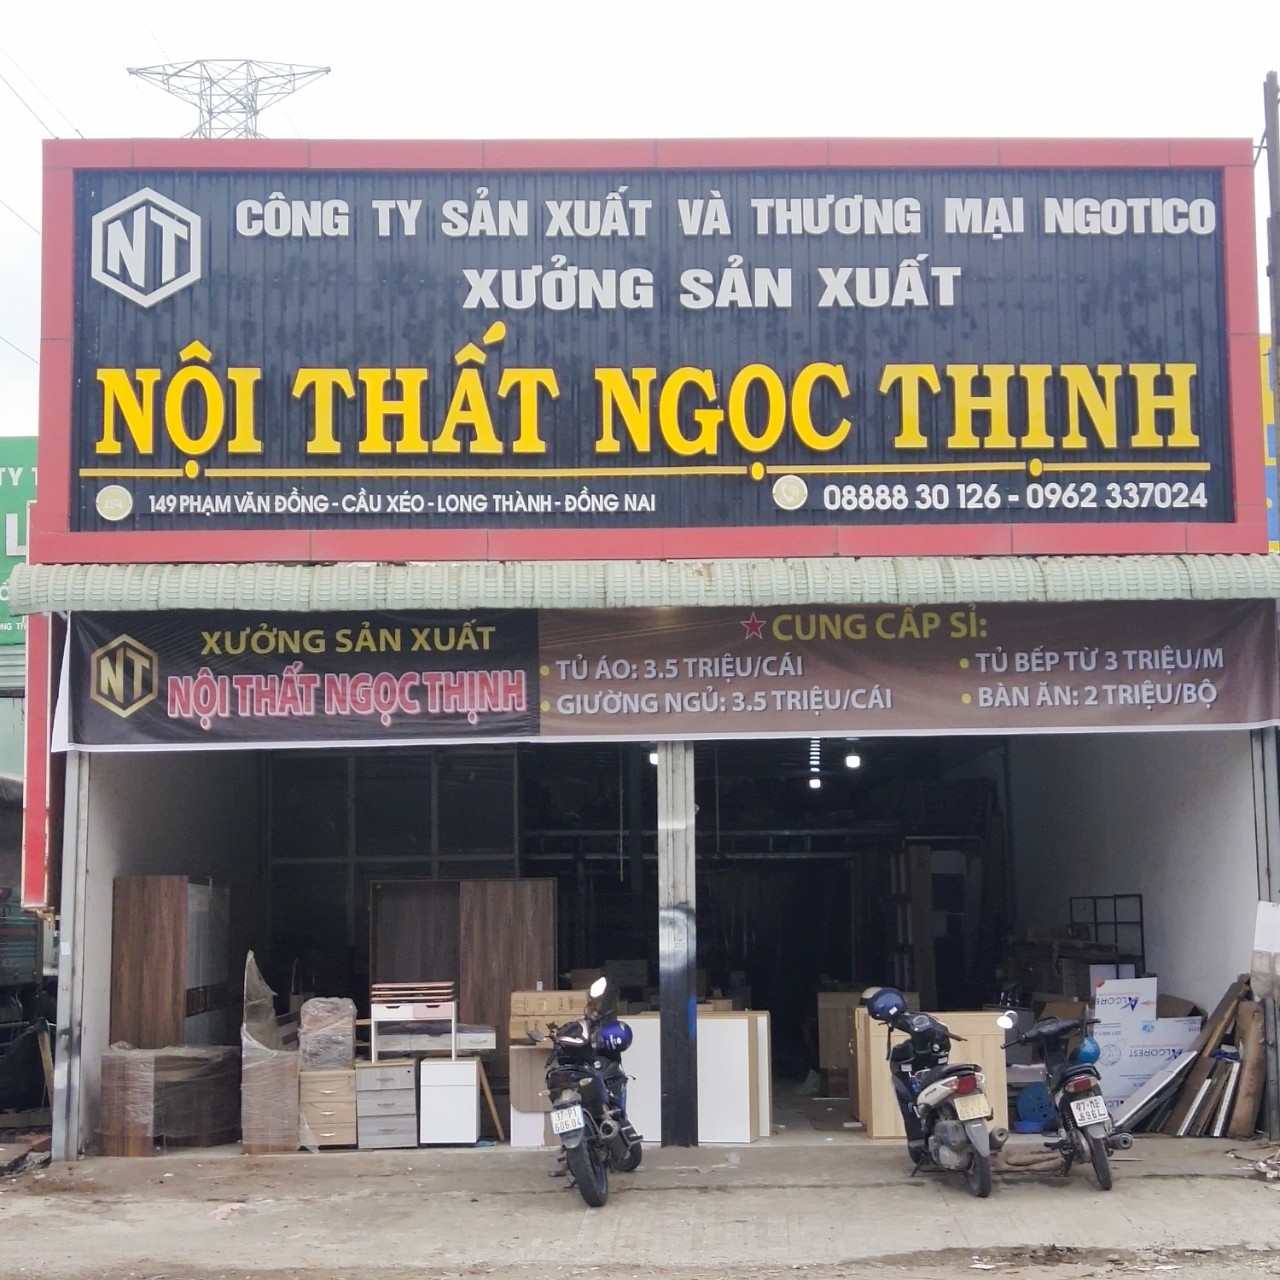 NT
CÔNG TY SẢN XUẤT VÀ THƯƠNG MẠI NGOTICO
XƯỞNG SẢN XUẤT
NỘI THẤT NGỌC THỊNH
149 PHẠM VĂN ĐỒNG - CẦU XÉO - LONG THÀNH - ĐỒNG NAI
08888 30 126 - 0962 337024
NT
XƯỞNG SẢN XUẤT
NỘI THẤT NGỌC THỊNH
CUNG CẤP SỈ:
• TỦ ÁO: 3.5 TRIỆU/CÁI
• GIƯỜNG NGỦ: 3.5 TRIỆU/CÁI
• TỦ BẾP TỪ 3 TRIỆU/M
• BÀN ĂN: 2 TRIỆU/BỘ
ALCOREST